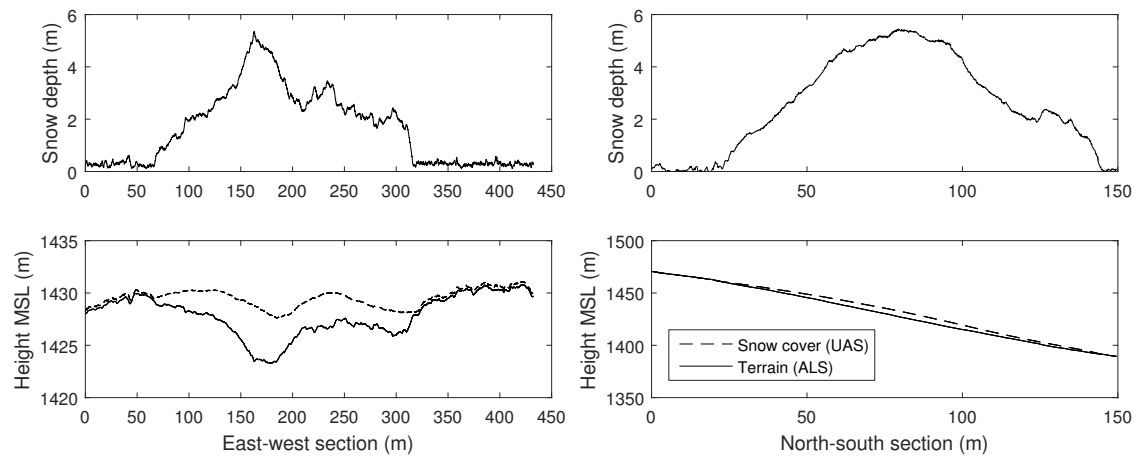 6
4
2
0
Snow depth (m)
0 50 100 150 200 250 300 350 400 450
6
4
2
0
Snow depth (m)
0 50 100 150
1435
1430
1425
1420
Height MSL (m)
0 50 100 150 200 250 300 350 400 450
East-west section (m)
1500
1450
1400
1350
Height MSL (m)
Snow cover (UAS)
Terrain (ALS)
0 50 100 150
North-south section (m)